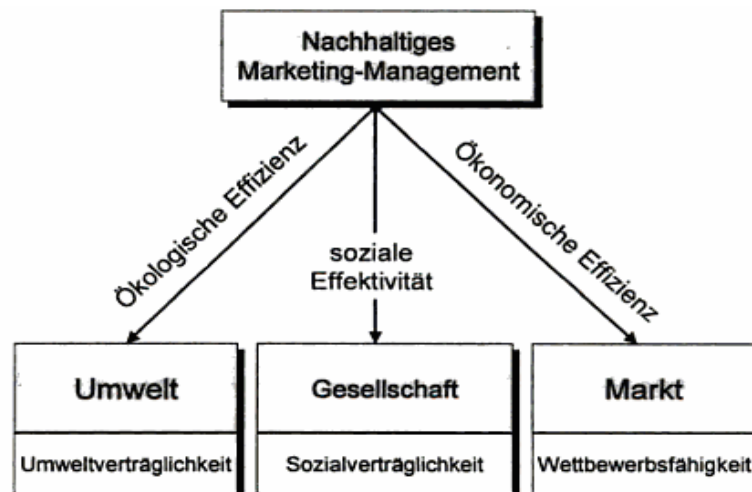 Nachhaltiges
Marketing-Management
Ökologische Effizienz
soziale
Effektivität
Ökonomische Effizienz
Umwelt
Umweltverträglichkeit
Gesellschaft
Sozialverträglichkeit
Markt
Wettbewerbsfähigkeit